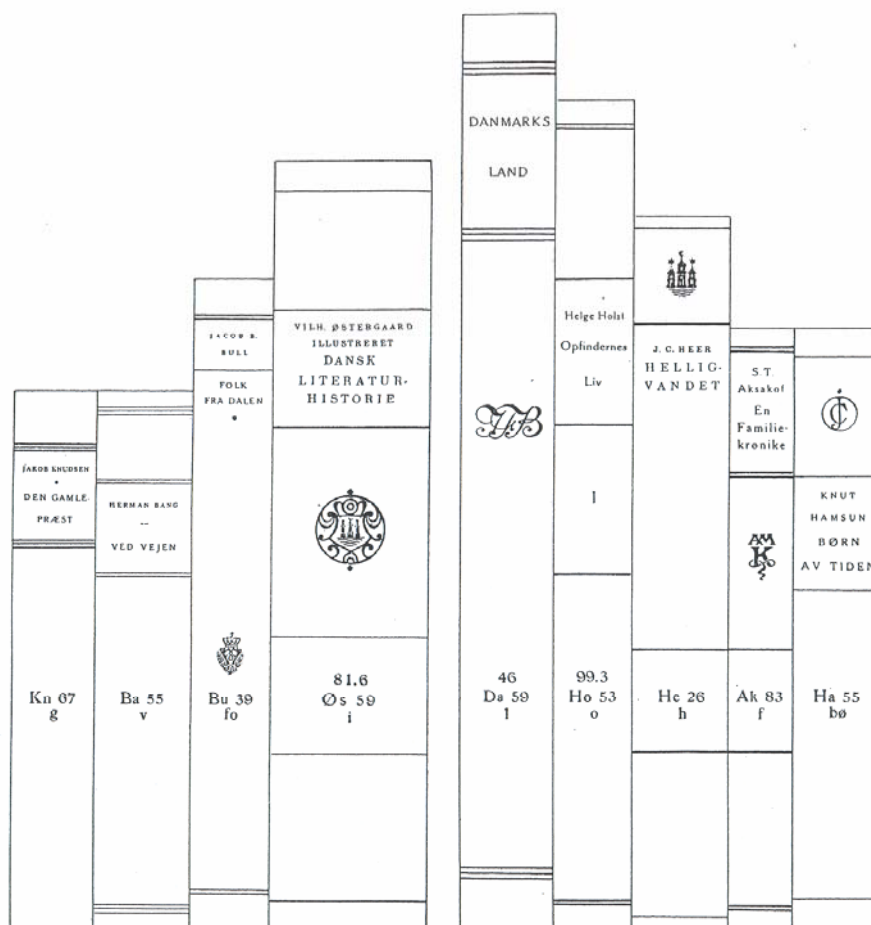 JAKOB KNUDSEN
DEN GAMLE-
PRÆST
Kn 67
g
HERMAN BANG
VED VEJEN
Ba 55
v
JACOB B.
BULL
FOLK
FRA DALEN
Bu 39
fo
VILH. ØSTERGAARD
ILLUSTRERET
DANSK
LITERATUR-
HISTORIE
81.6
Øs 59
i
DANMARKS
LAND
46
Da 59
l
Helge Holst
Opfindernes
Liv
I
99.3
Ho 53
o
J. C. HEER
HELLIG-
VANDET
He 26
h
S.T.
Aksakof
En
Familie-
krønike
AMK
Ak 83
f
KNUT
HAMSUN
BØRN
AV TIDEN
Ha 55
bø